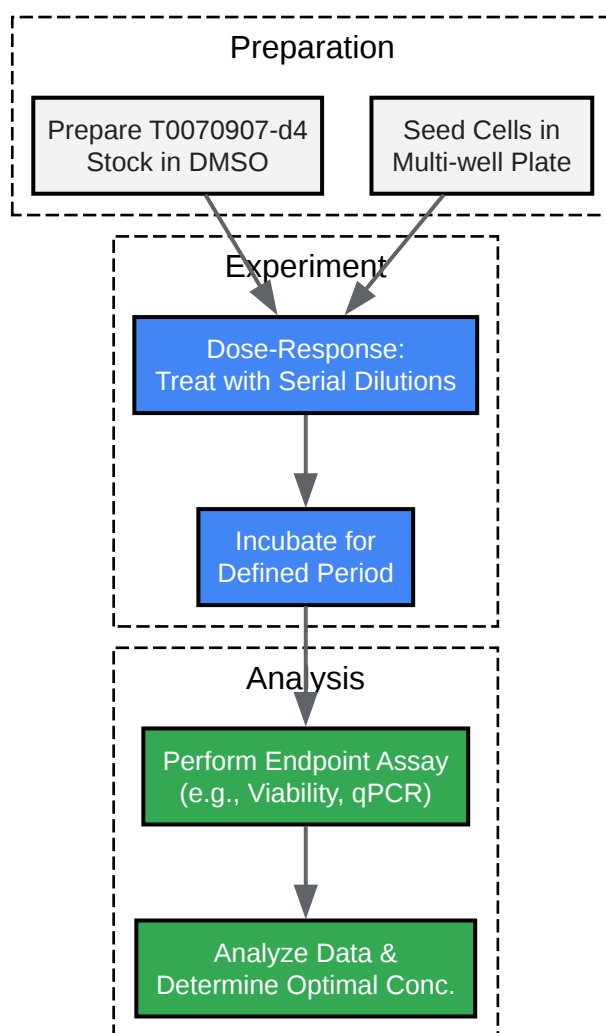 Preparation
Prepare T0070907-d4
Stock in DMSO
Seed Cells in
Multi-well Plate
Experiment
Dose-Response:
Treat with Serial Dilutions
Incubate for
Defined Period
Analysis
Perform Endpoint Assay
(e.g., Viability, qPCR)
Analyze Data &
Determine Optimal Conc.